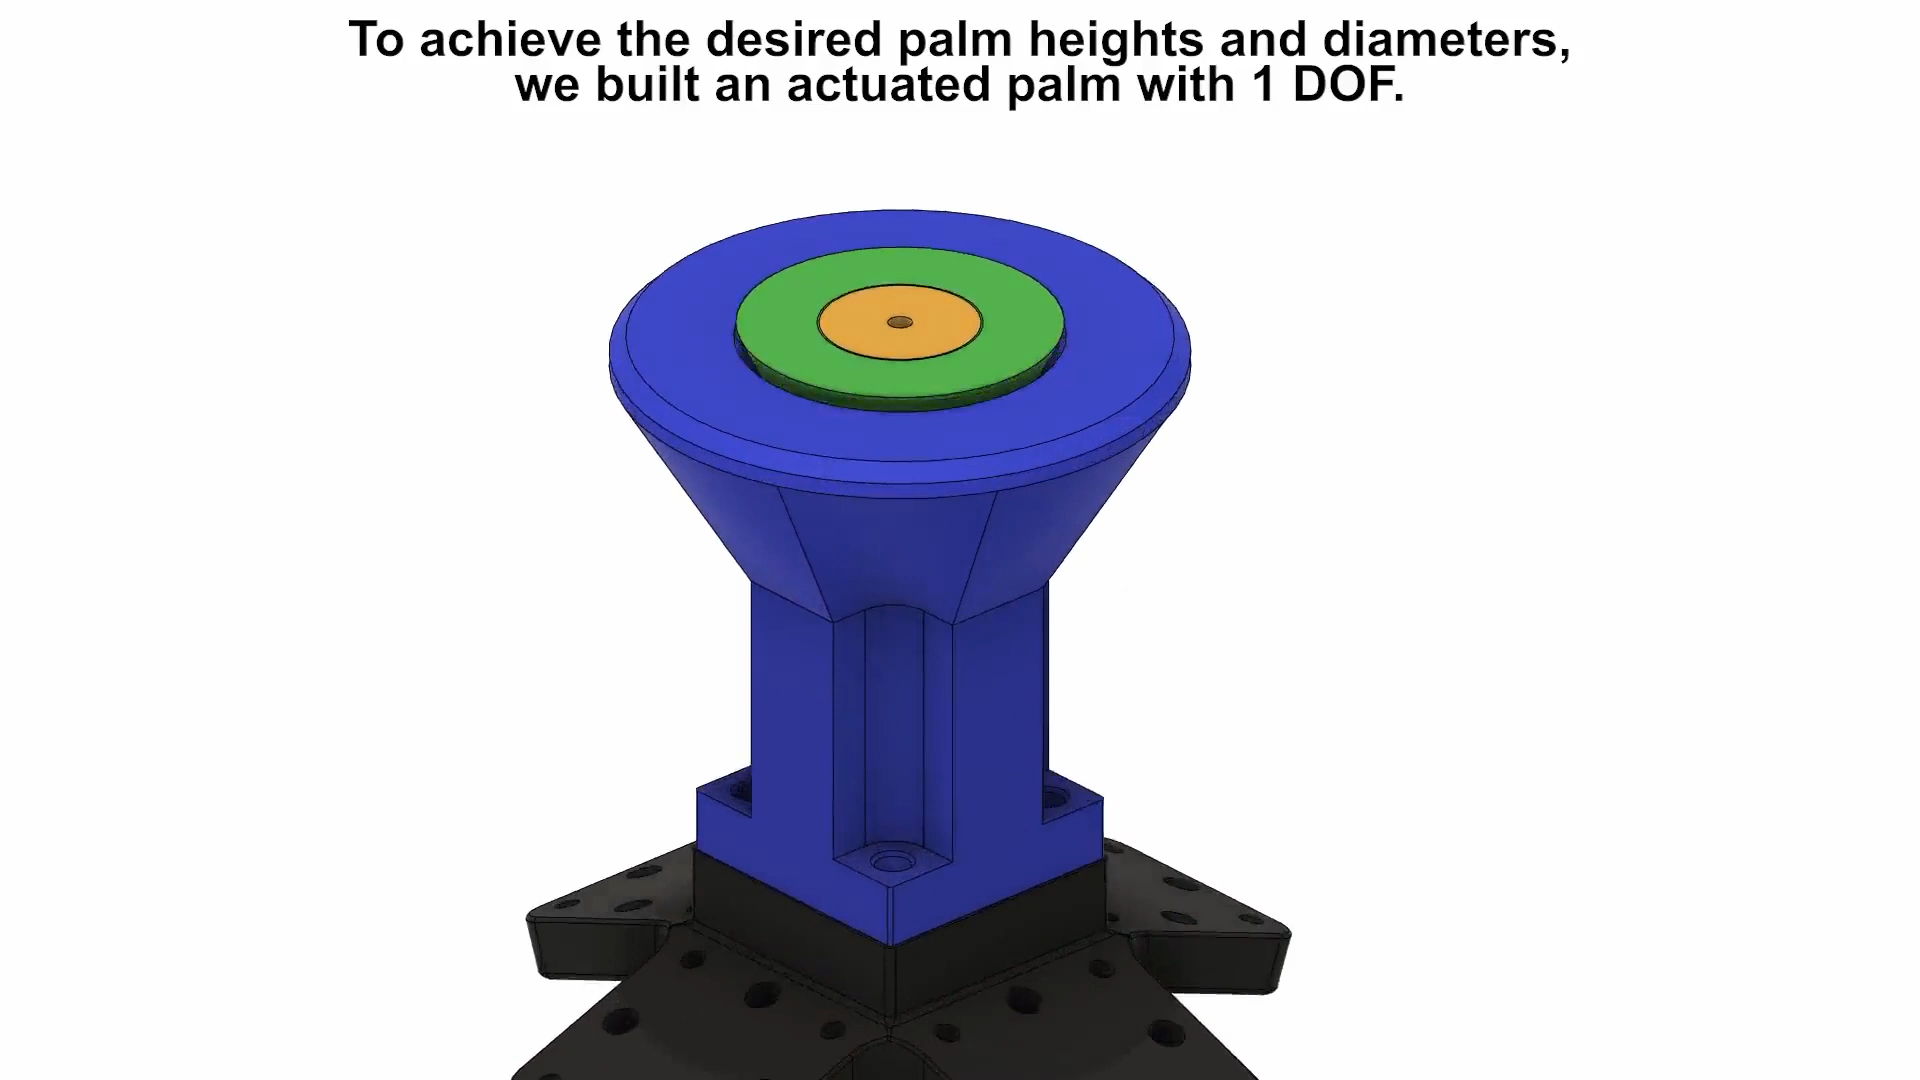 To achieve the desired palm heights and diameters,
we built an actuated palm with 1 DOF.